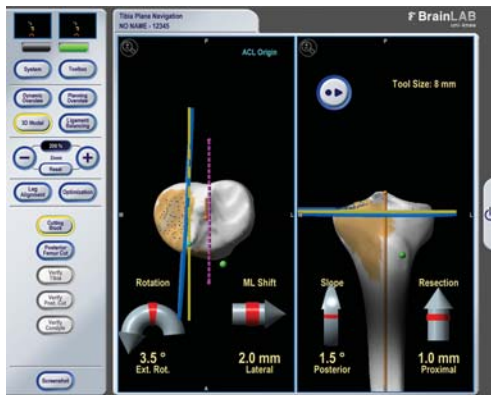 Tibia Plane Navigation
NO NAME - 12345
BrainLAB
uni-knee
System
Toolbox
Dynamic
Overview
Planning
Overview
3D Model
Ligament
Balancing
200 %
Zoom
Reset
Leg
Alignment
Optimization
Cutting
Block
Posterior
Femur Cut
Verify
Tibia
Verify
Post. Cut
Verify
Condyle
Screenshot
P
ACL Origin
L
Rotation
ML Shift
3.5 °
Ext. Rot.
2.0 mm
Lateral
A
P
Tool Size: 8 mm
L
Slope
Resection
1.5 °
Posterior
1.0 mm
Proximal